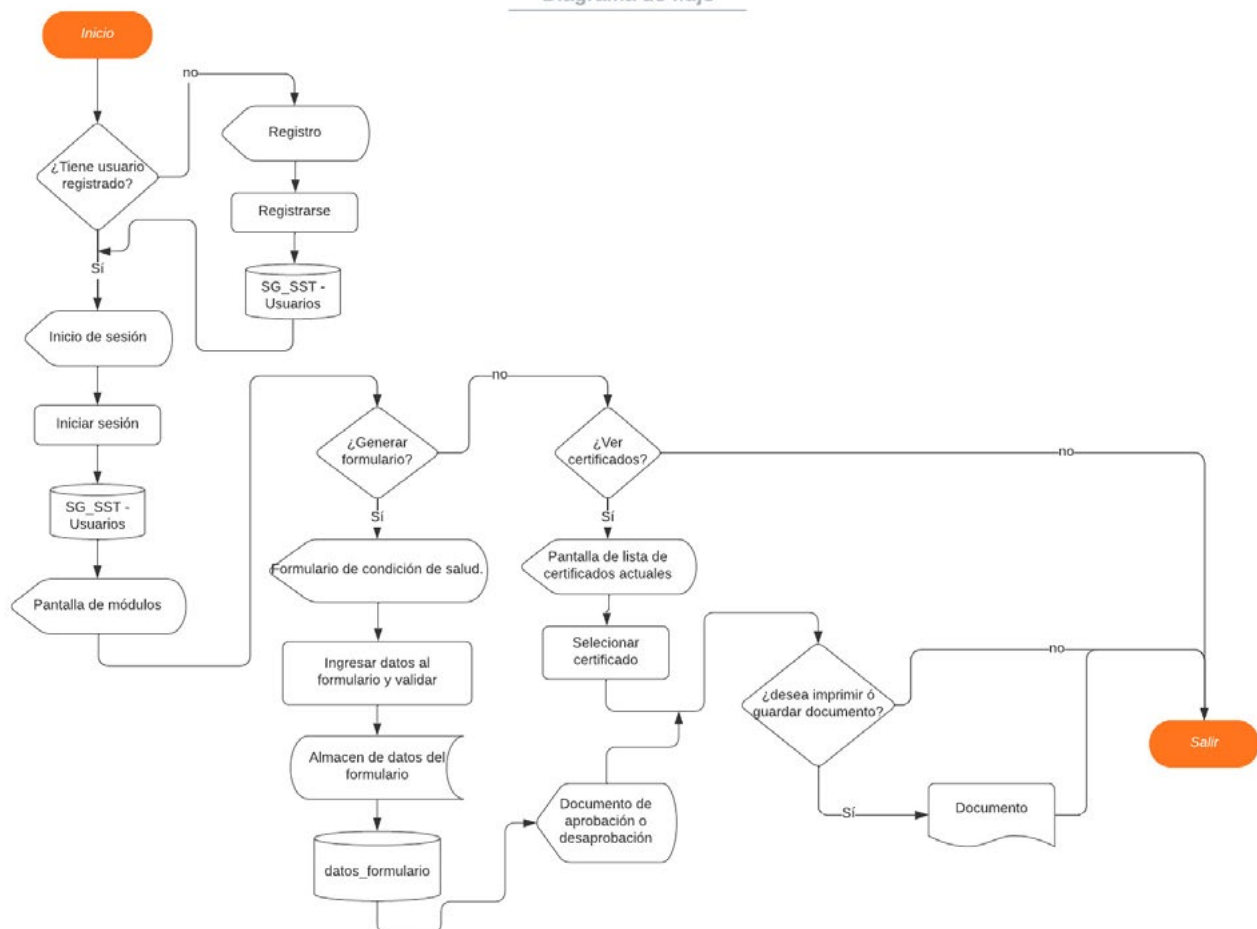 Inicio
no
Registro
¿Tiene usuario
registrado?
Registrarse
Sí
SG_SST -
Usuarios
Inicio de sesión
Iniciar sesión
SG_SST -
Usuarios
Pantalla de módulos
¿Generar
formulario?
no
¿Ver
certificados?
no
Sí
Formulario de condición de salud.
Ingresar datos al
formulario y validar
Almacen de datos del
formulario
datos_formulario
Sí
Pantalla de lista de
certificados actuales
Selecionar
certificado
Documento de
aprobación o
desaprobación
¿desea imprimir ó
guardar documento?
no
Sí
Documento
Salir